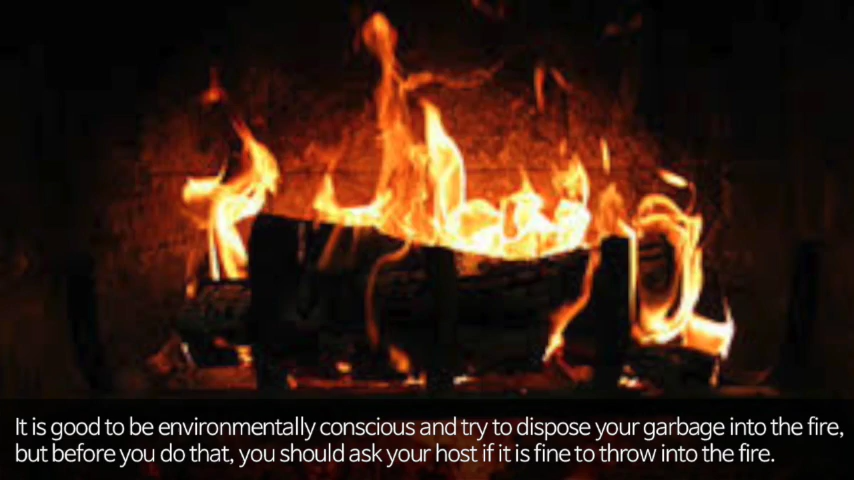 It is good to be environmentally conscious and try to dispose your garbage into the fire,
but before you do that, you should ask your host if it is fine to throw into the fire.